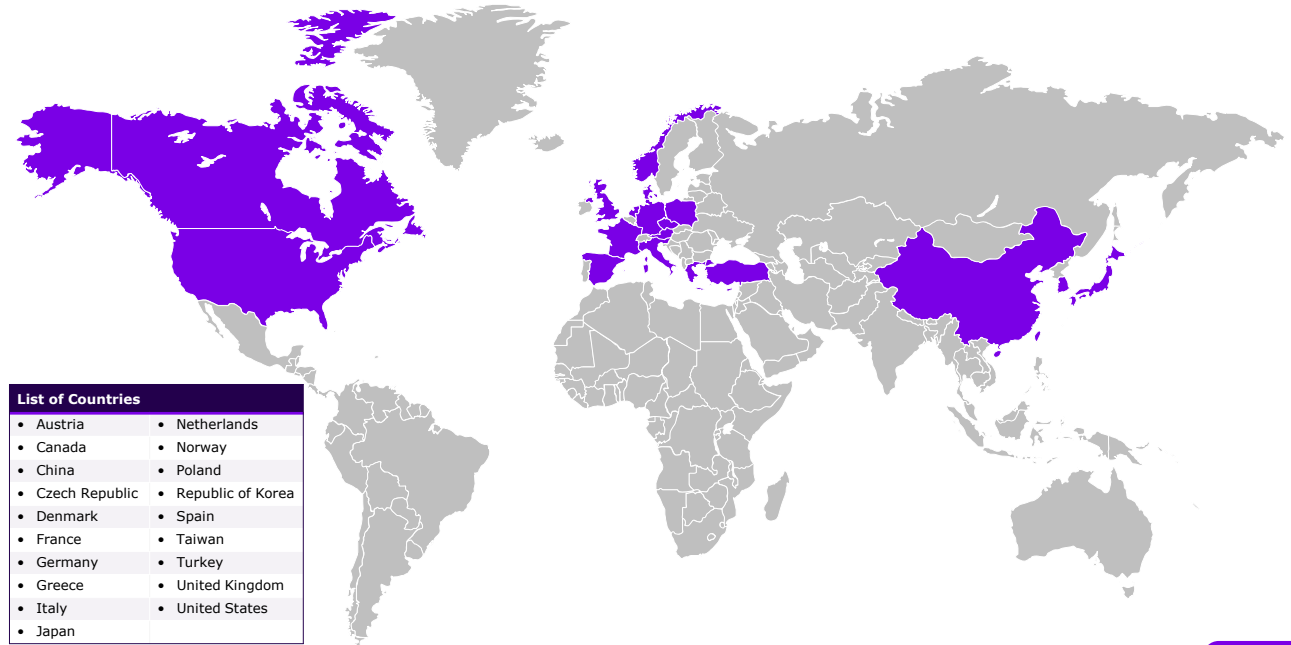 List of Countries
• Austria
• Canada
• China
• Czech Republic
• Denmark
• France
• Germany
• Greece
• Italy
• Japan
• Netherlands
• Norway
• Poland
• Republic of Korea
• Spain
• Taiwan
• Turkey
• United Kingdom
• United States